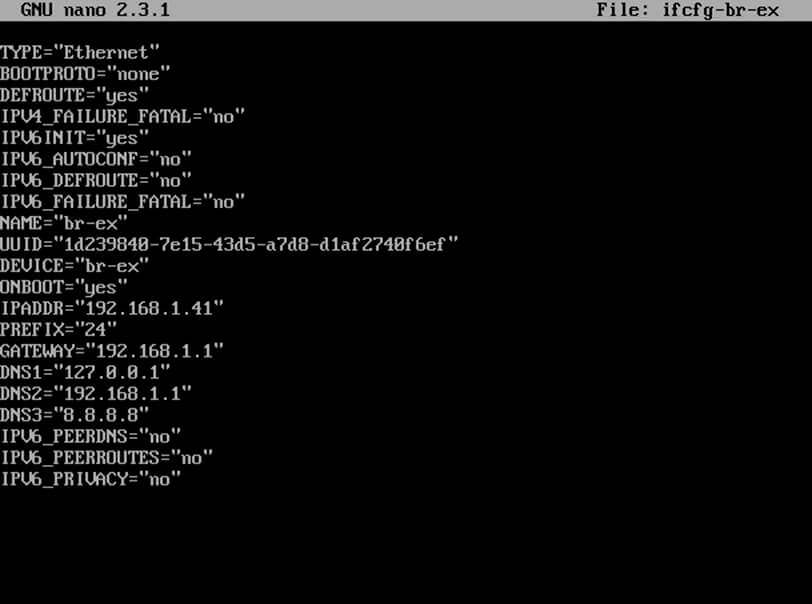 GNU nano 2.3.1 File: ifcfg-br-ex
TYPE="Ethernet"
BOOTPROTO="none"
DEFROUTE="yes"
IPV4_FAILURE_FATAL="no"
IPV6INIT="yes"
IPV6_AUTOCONF="no"
IPV6_DEFROUTE="no"
IPV6_FAILURE_FATAL="no"
NAME="br-ex"
UUID="1d239840-7e15-43d5-a7d8-d1af2740f6ef"
DEVICE="br-ex"
ONBOOT="yes"
IPADDR="192.168.1.41"
PREFIX="24"
GATEWAY="192.168.1.1"
DNS1="127.0.0.1"
DNS2="192.168.1.1"
DNS3="8.8.8.8"
IPV6_PEERDNS="no"
IPV6_PEERROUTES="no"
IPV6_PRIVACY="no"